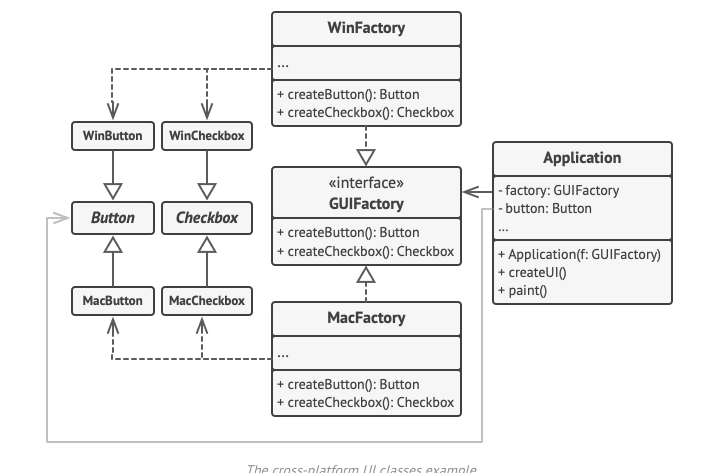 WinFactory
...
+ createButton(): Button
+ createCheckbox(): Checkbox
WinButton
WinCheckbox
Button
Checkbox
MacButton
MacCheckbox
«interface»
GUIFactory
+ createButton(): Button
+ createCheckbox(): Checkbox
Application
- factory: GUIFactory
- button: Button
...
+ Application(f: GUIFactory)
+ createUI()
+ paint()
MacFactory
...
+ createButton(): Button
+ createCheckbox(): Checkbox
The cross-platform UI classes example